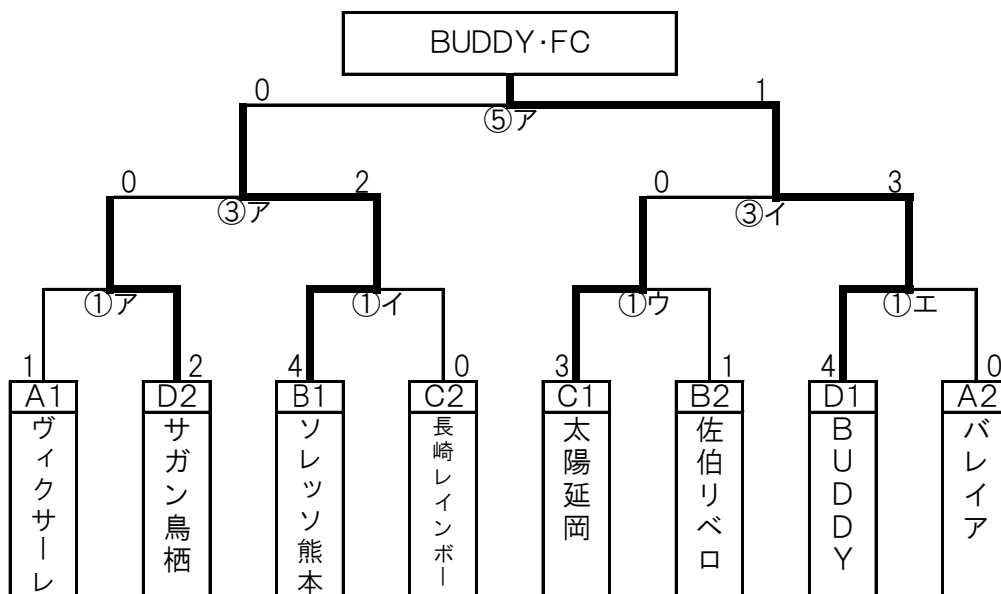 BUDDY·FC
0 1
⑤ア
0 2 0 3
③ア ③イ
①ア ①イ ①ウ ①エ
1 2 4 0 3 1 4 0
A1 D2 B1 C2 C1 B2 D1 A2
ヴィクサーレ
サガン鳥栖
ソレッソ熊本
長崎レインボー
太陽延岡
佐伯リベロ
BUDDY
バレイア